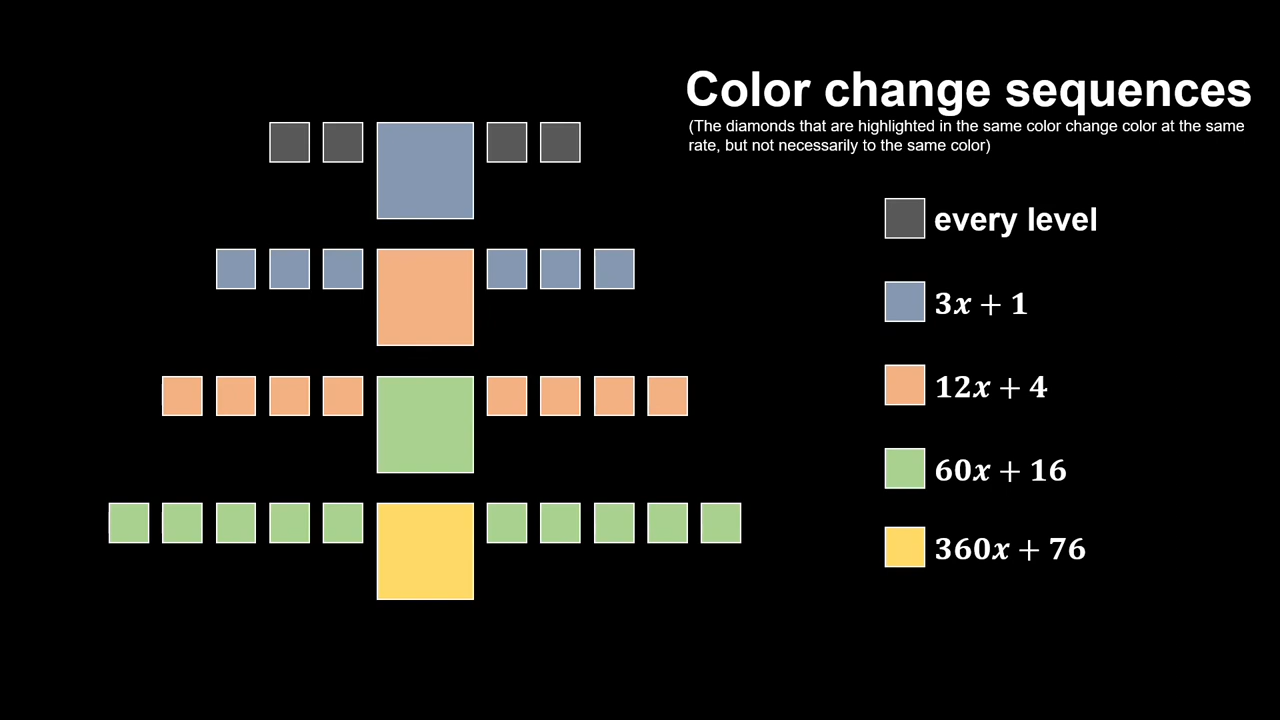 Color change sequences
(The diamonds that are highlighted in the same color change color at the same
rate, but not necessarily to the same color)
every level
3x + 1
12x + 4
60x + 16
360x + 76